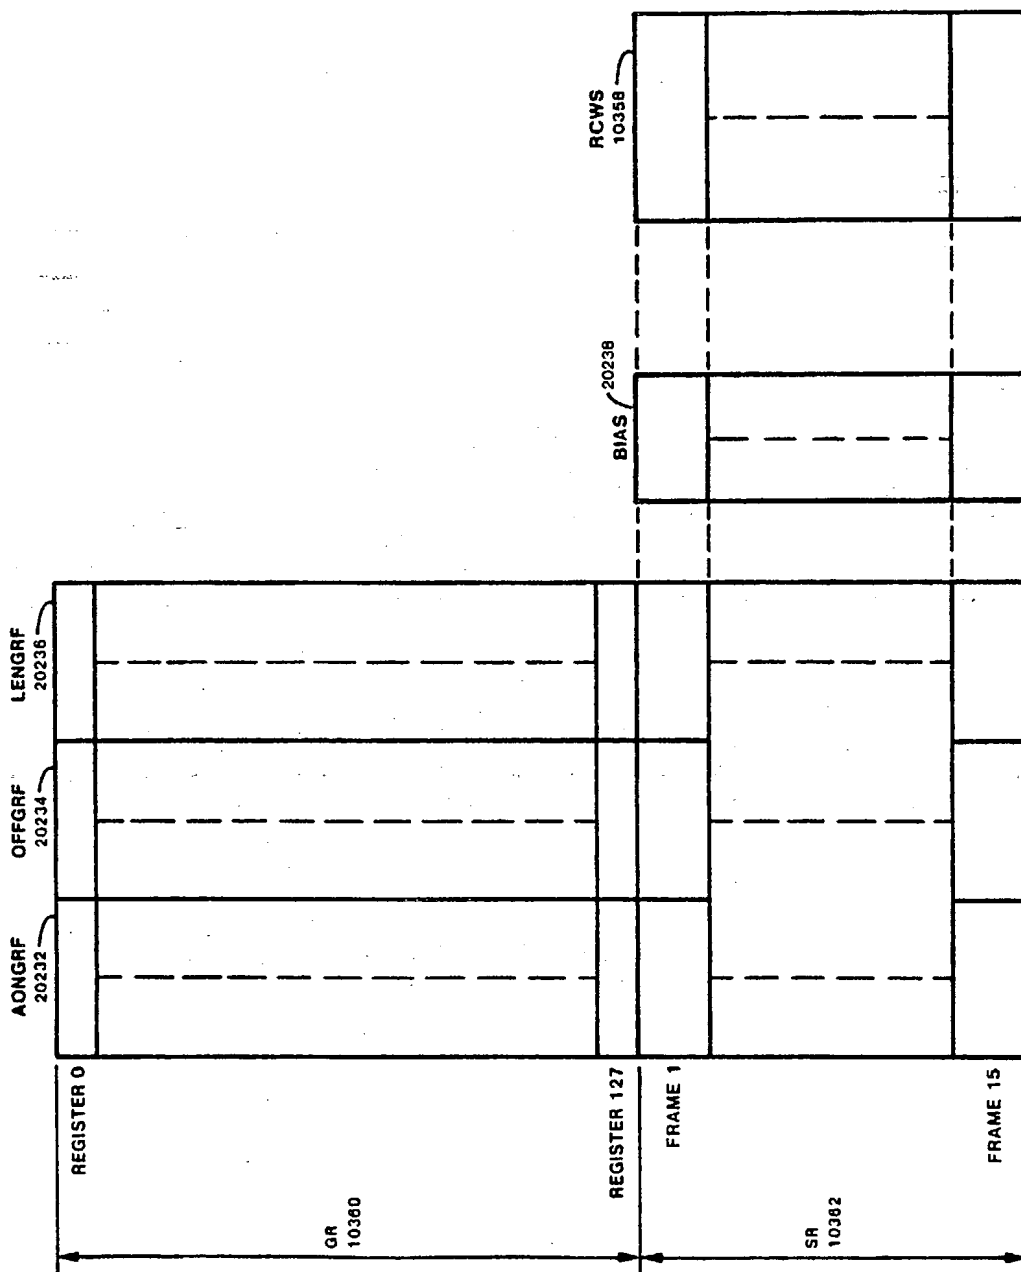 AONGRF
20232
OFFGRF
20234
LENGRF
20236
BIAS
20238
RCWS
10358
REGISTER 0
REGISTER 127
FRAME 1
FRAME 15
GR
10360
SR
10362